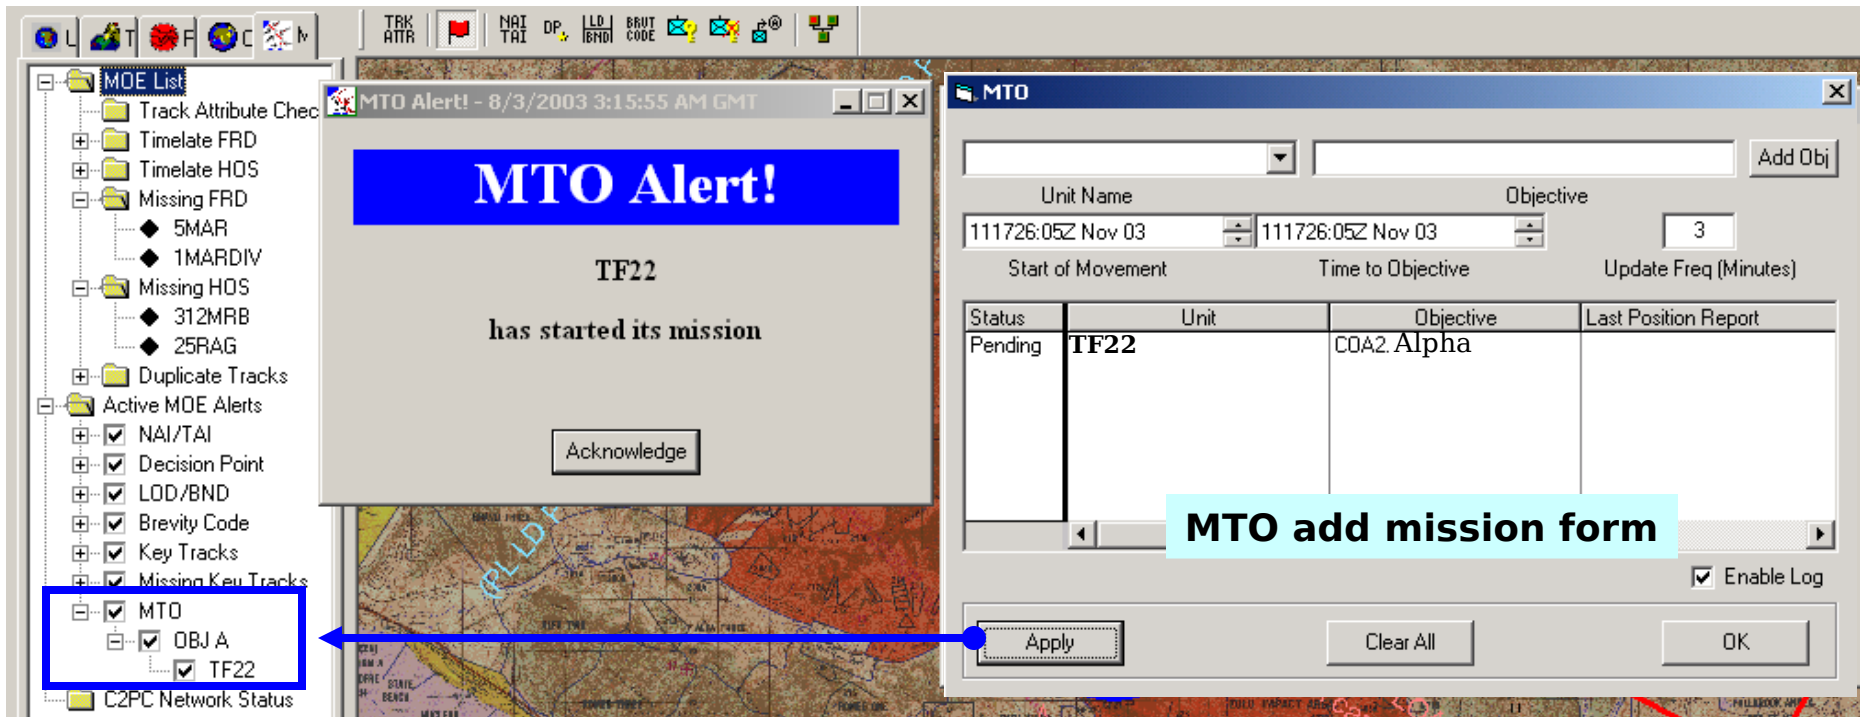 L T F C M
TRK ATTR NAI TAI DP LD BND BRVT CODE
MOE List
Track Attribute Chec
Timelate FRD
Timelate HOS
Missing FRD
5MAR
1MARDIV
Missing HOS
312MRB
25RAG
Duplicate Tracks
Active MOE Alerts
NAI/TAI
Decision Point
LOD/BND
Brevity Code
Key Tracks
Missing Key Tracks
MTO
OBJ A
TF22
C2PC Network Status
MTO Alert! - 8/3/2003 3:15:55 AM GMT
MTO Alert!
TF22
has started its mission
Acknowledge
MTO
Add Obj
Unit Name Objective
111726:05Z Nov 03 111726:05Z Nov 03 3
Start of Movement Time to Objective Update Freq (Minutes)
Status Unit Objective Last Position Report
Pending TF22 COA2. Alpha
MTO add mission form
Enable Log
Apply Clear All OK
(PL LD
STATE
BEACH